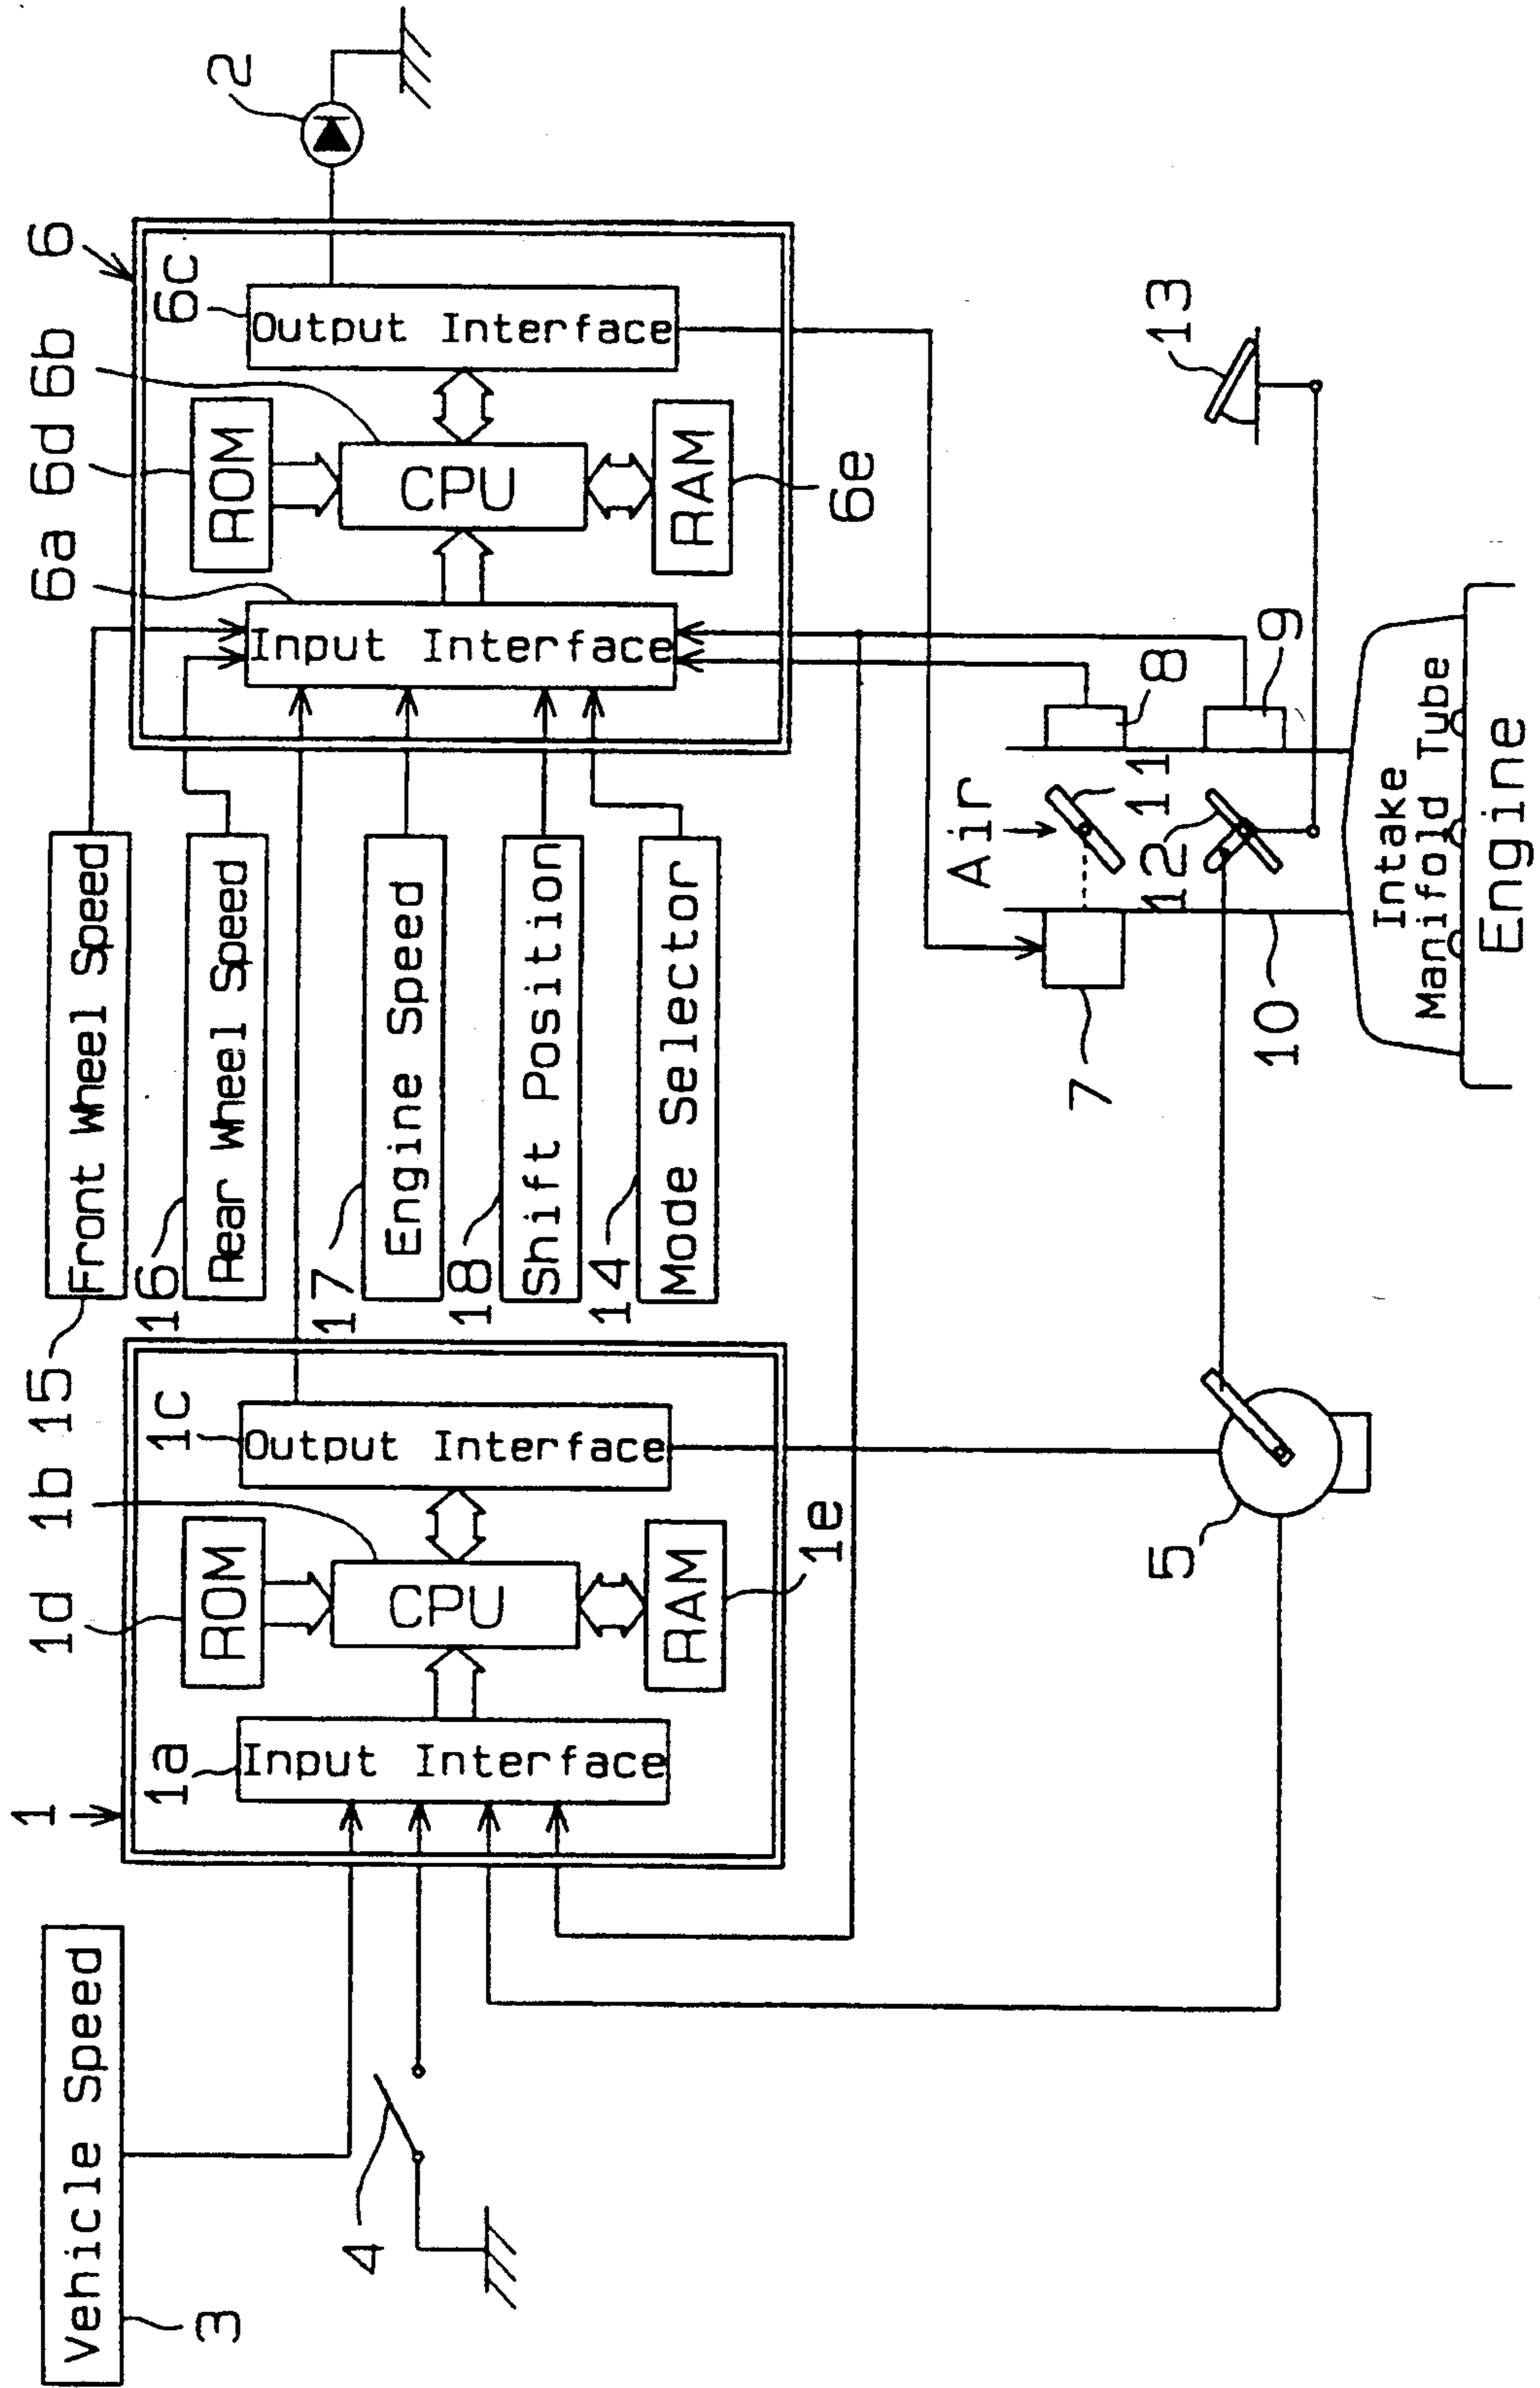 Vehicle Speed
3
4
1
1a
Input Interface
1d
ROM
1b
CPU
RAM
1e
1c
Output Interface
5
15
Front Wheel Speed
16
Rear Wheel Speed
17
Engine Speed
18
Shift Position
14
Mode Selector
6
6a
Input Interface
6d
ROM
6b
CPU
RAM
6e
6c
Output Interface
2
7
Air
8
11
12
9
10
13
Intake
Manifold Tube
Engine